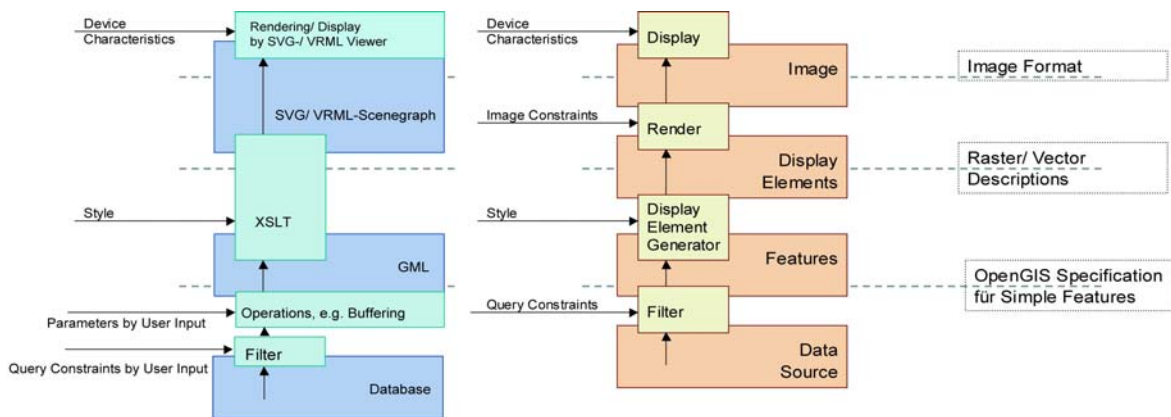 Device
Characteristics
Rendering/ Display
by SVG-/ VRML Viewer
SVG/ VRML-Scenegraph
Style
XSLT
GML
Parameters by User Input
Operations, e.g. Buffering
Query Constraints by User Input
Filter
Database
Device
Characteristics
Display
Image
Image Constraints
Render
Display
Elements
Style
Display
Element
Generator
Features
Query Constraints
Filter
Data
Source
Image Format
Raster/ Vector
Descriptions
OpenGIS Specification
für Simple Features